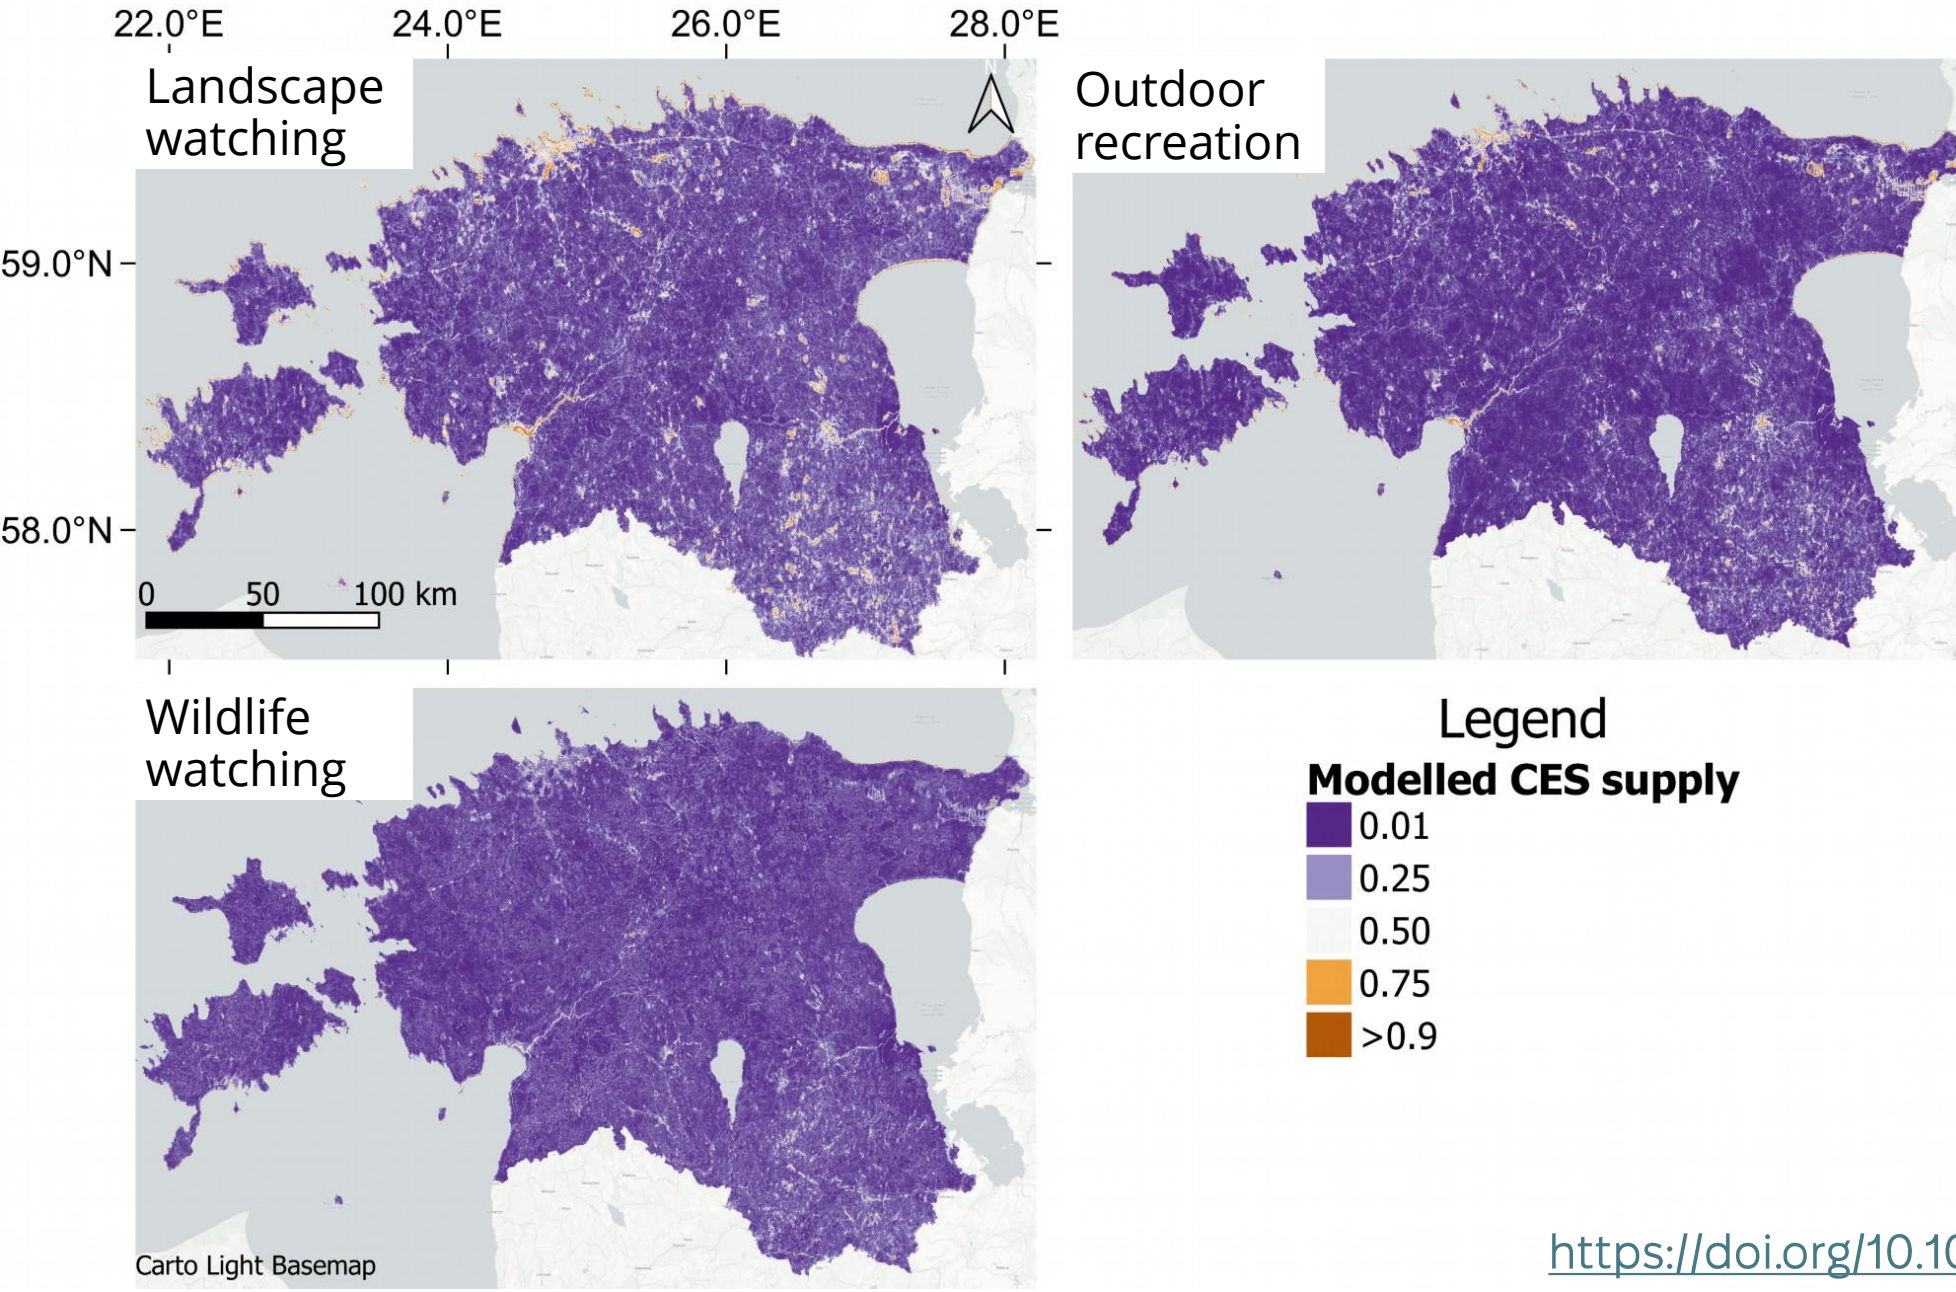 22.0°E 24.0°E 26.0°E 28.0°E
Landscape
watching
N
Outdoor
recreation
59.0°N
58.0°N
0 50 100 km
Wildlife
watching
Carto Light Basemap
Legend
Modelled CES supply
0.01
0.25
0.50
0.75
>0.9
https://doi.org/10.10